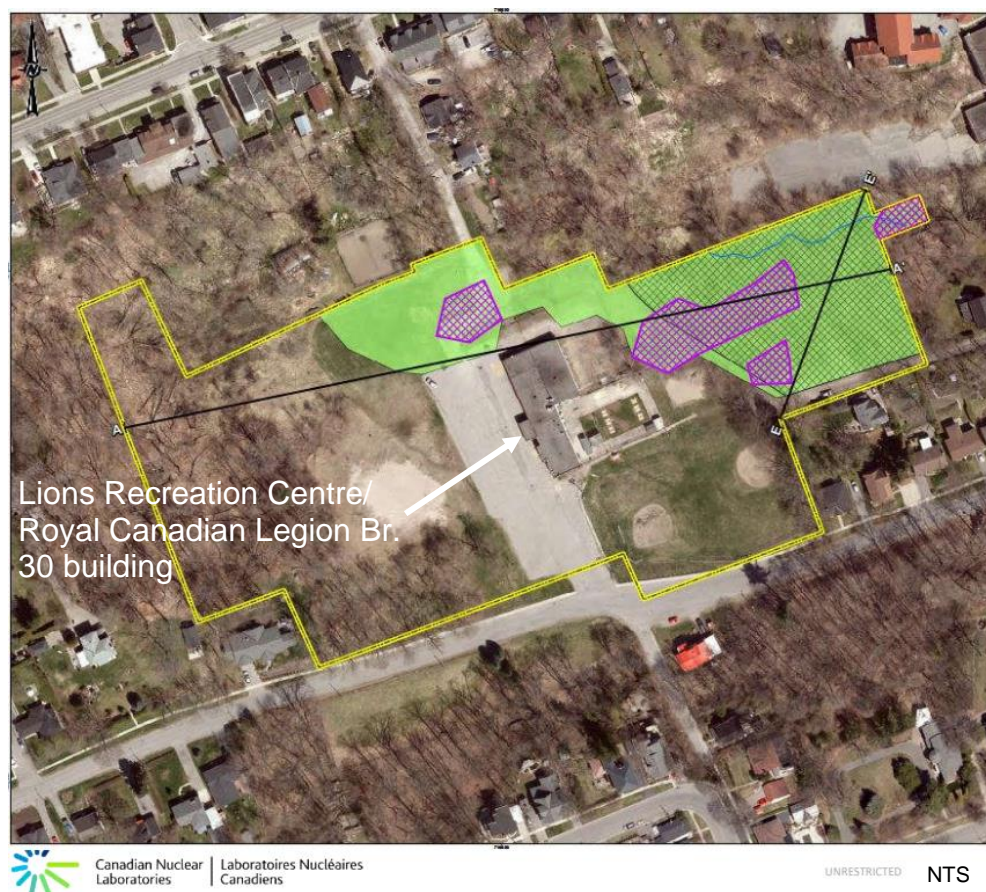 N
E'
A'
A
E
Lions Recreation Centre/
Royal Canadian Legion Br.
30 building
Canadian Nuclear | Laboratoires Nucléaires
Laboratories | Canadiens
UNRESTRICTED NTS